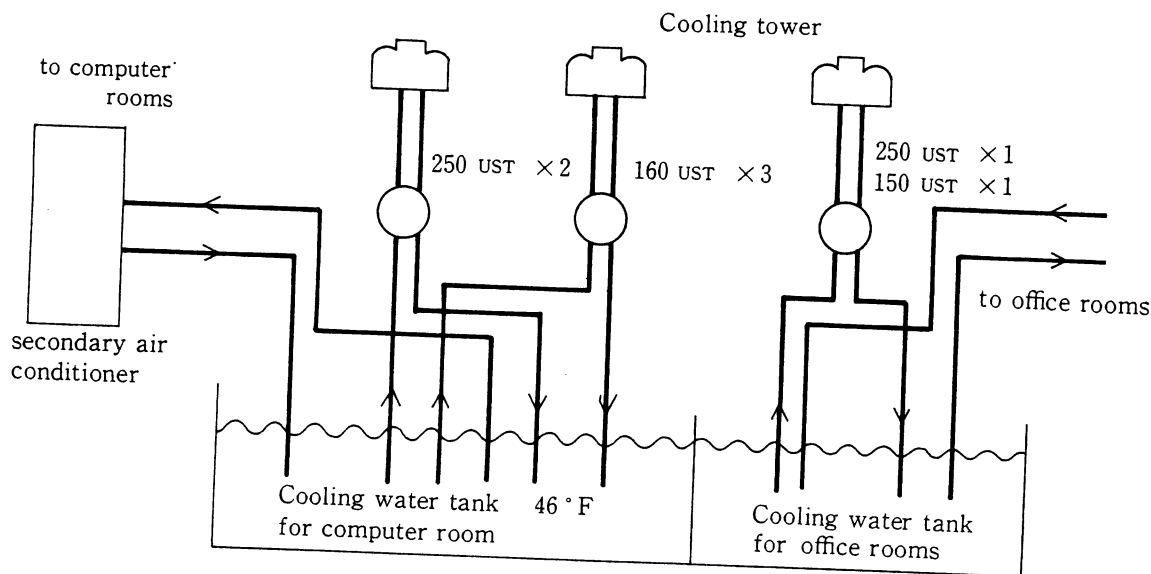 Cooling tower
to computer
rooms
250 UST ×2
160 UST ×3
250 UST ×1
150 UST ×1
to office rooms
secondary air
conditioner
Cooling water tank 46°F
for computer room
Cooling water tank
for office rooms